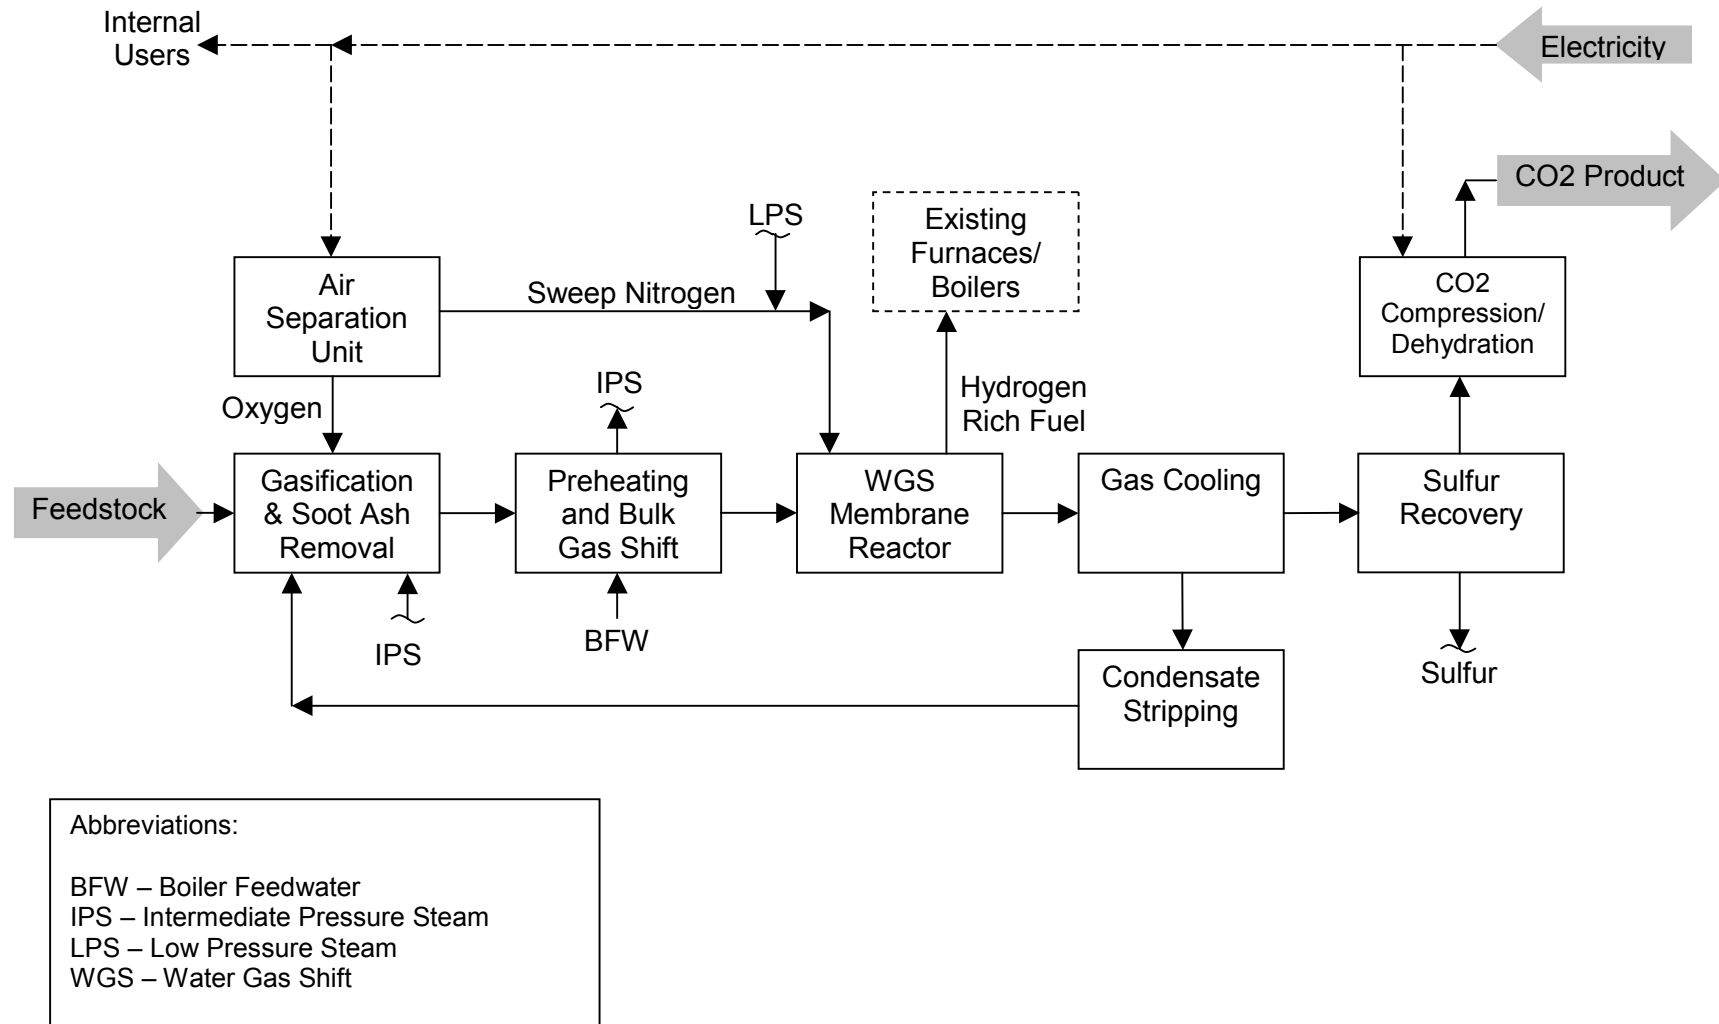 Internal
Users
Electricity
CO2 Product
LPS
Existing
Furnaces/
Boilers
Air
Separation
Unit
Sweep Nitrogen
CO2
Compression/
Dehydration
Oxygen
IPS
Hydrogen
Rich Fuel
Feedstock
Gasification
& Soot Ash
Removal
Preheating
and Bulk
Gas Shift
WGS
Membrane
Reactor
Gas Cooling
Sulfur
Recovery
IPS
BFW
Condensate
Stripping
Sulfur
Abbreviations:
BFW – Boiler Feedwater
IPS – Intermediate Pressure Steam
LPS – Low Pressure Steam
WGS – Water Gas Shift